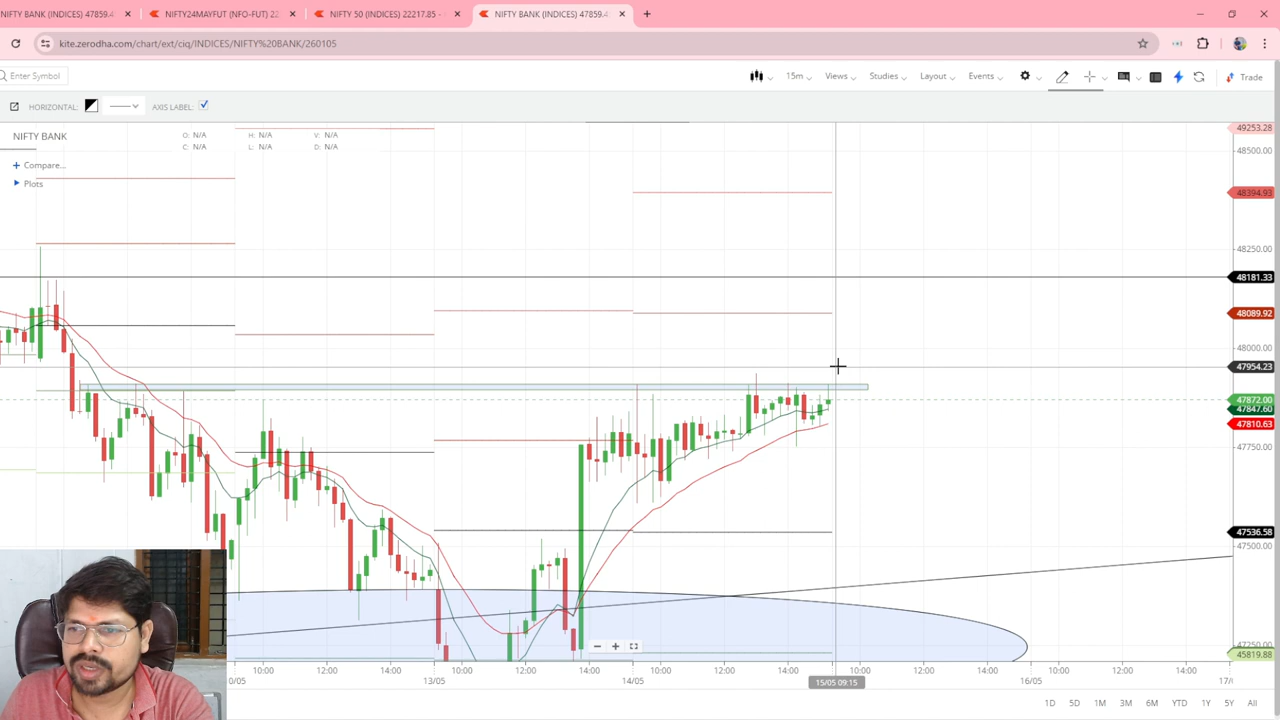 NIFTY BANK (INDICES) 47859.4
NIFTY24MAYFUT (NFO-FUT) 22
NIFTY 50 (INDICES) 22217.85 -
NIFTY BANK (INDICES) 47859.4
kite.zerodha.com/chart/ext/ciq/INDICES/NIFTY%20BANK/260105
Enter Symbol
15m
Views
Studies
Layout
Events
Trade
HORIZONTAL:
AXIS LABEL:
NIFTY BANK
O: N/A H: N/A V: N/A
C: N/A L: N/A D: N/A
+ Compare...
Plots
49253.28
48500.00
48394.93
48250.00
48181.33
48089.92
48000.00
47954.23
47872.00
47847.60
47810.63
47750.00
47536.58
47500.00
47250.00
45819.88
0/05 10:00 12:00 14:00 13/05 10:00 12:00 14:00 14/05 10:00 12:00 14:00 10:00 12:00 14:00 16/05 10:00 12:00 14:00 17/
15/05 09:15
1D 5D 1M 3M 6M YTD 1Y 5Y All